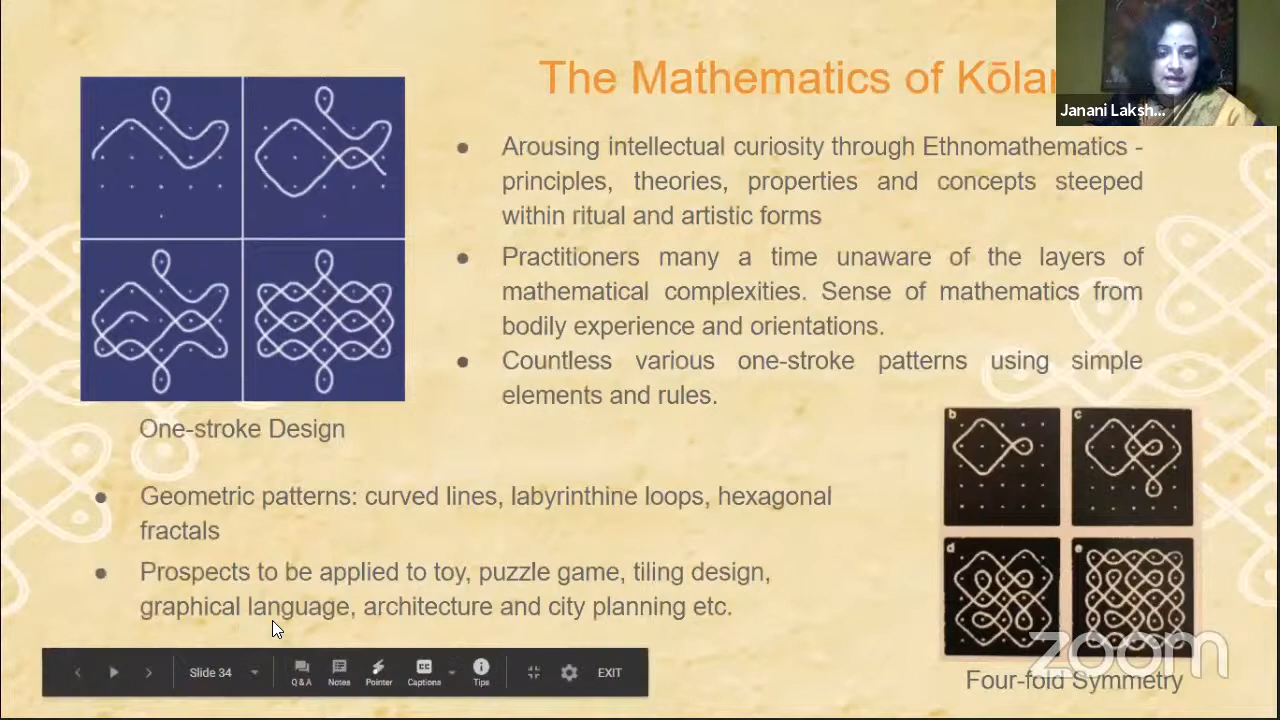 The Mathematics of Kōla
Janani Laksh...
Arousing intellectual curiosity through Ethnomathematics -
principles, theories, properties and concepts steeped
within ritual and artistic forms
Practitioners many a time unaware of the layers of
mathematical complexities. Sense of mathematics from
bodily experience and orientations.
Countless various one-stroke patterns using simple
elements and rules.
One-stroke Design
Geometric patterns: curved lines, labyrinthine loops, hexagonal
fractals
Prospects to be applied to toy, puzzle game, tiling design,
graphical language, architecture and city planning etc.
b
c
d
e
zoom
Four-fold Symmetry
Slide 34
Q & A
Notes
Pointer
CC
Captions
Tips
EXIT